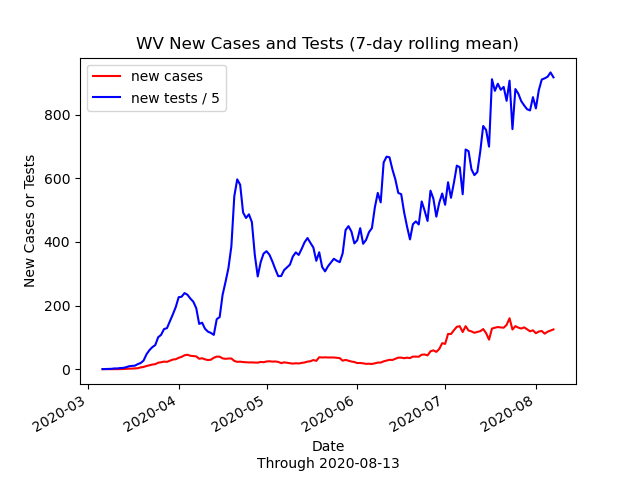 WV New Cases and Tests (7-day rolling mean)
new cases
new tests / 5
New Cases or Tests
800
600
400
200
0
2020-03
2020-04
2020-05
2020-06
2020-07
2020-08
Date
Through 2020-08-13